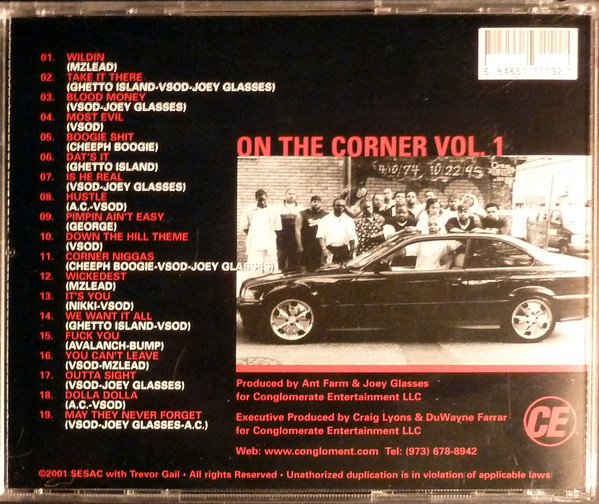 01. WILDIN
(MZLEAD)
02. TAKE IT THERE
(GHETTO ISLAND-VSOD-JOEY GLASSES)
03. BLOOD MONEY
(VSOD-JOEY GLASSES)
04. MOST EVIL
(VSOD)
05. BOOGIE SHIT
(CHEEPH BOOGIE)
06. DAT'S IT
(GHETTO ISLAND)
07. IS HE REAL
(VSOD-JOEY GLASSES)
08. HUSTLE
(A.C.-VSOD)
09. PIMPIN AIN'T EASY
(GEORGE)
10. DOWN THE HILL THEME
(VSOD)
11. CORNER NIGGAS
(CHEEPH BOOGIE-VSOD-JOEY GLASSES)
12. WICKEDEST
(MZLEAD)
13. IT'S YOU
(NIKKI-VSOD)
14. WE WANT IT ALL
(GHETTO ISLAND-VSOD)
15. FUCK YOU
(AVALANCH-BUMP)
16. YOU CAN'T LEAVE
(VSOD-MZLEAD)
17. OUTTA SIGHT
(VSOD-JOEY GLASSES)
18. DOLLA DOLLA
(A.C.-VSOD)
19. MAY THEY NEVER FORGET
(VSOD-JOEY GLASSES-A.C.)
ON THE CORNER VOL. 1
4/10/74 10/22/95
Produced by Ant Farm & Joey Glasses
for Conglomerate Entertainment LLC
Executive Produced by Craig Lyons & DuWayne Farrar
for Conglomerate Entertainment LLC
Web: www.congloment.com Tel: (973) 678-8942
CE
©2001 SESAC with Trevor Gail • All rights Reserved • Unathorized duplication is in violation of applicable laws.